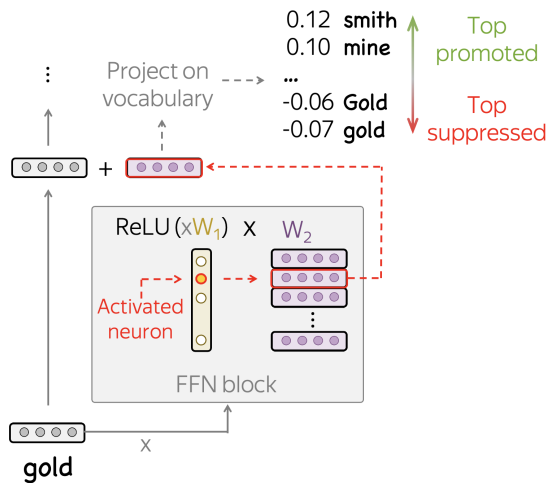 0.12 smith
0.10 mine
...
-0.06 Gold
-0.07 gold
Top
promoted
Top
suppressed
Project on
vocabulary
+
ReLU (xW₁) X W₂
Activated
neuron
FFN block
x
gold